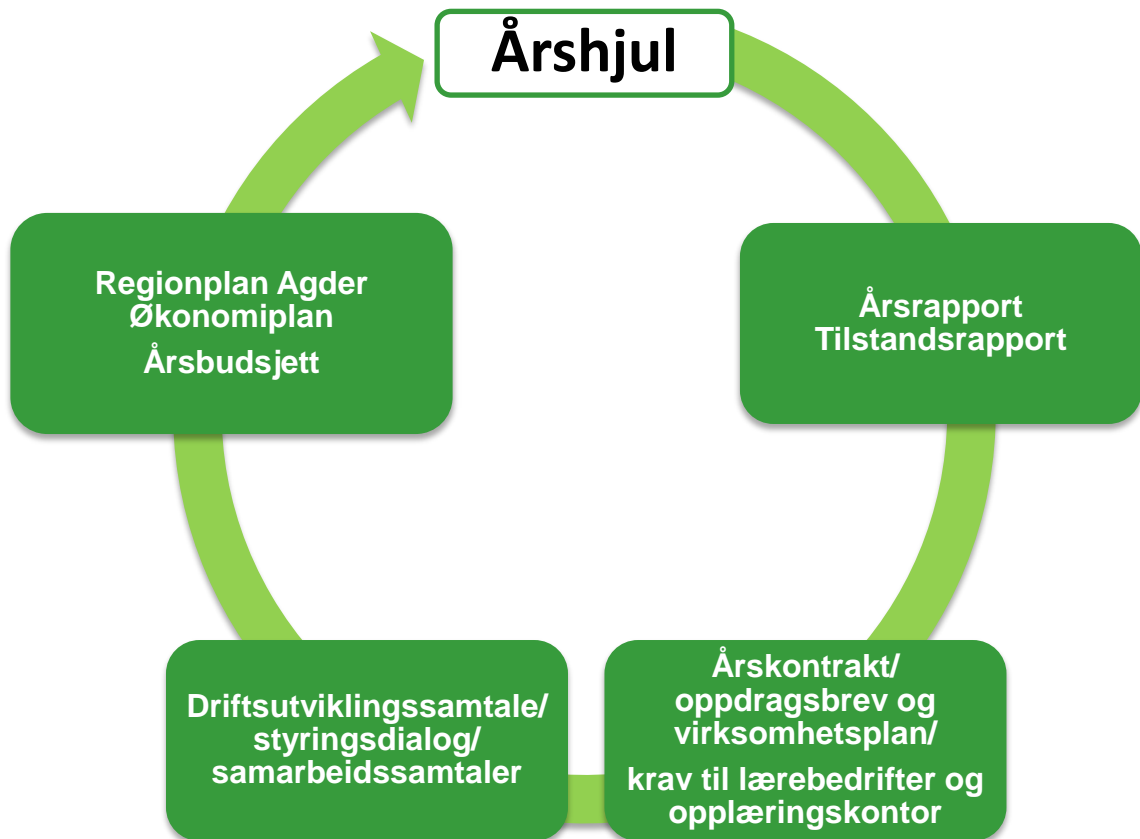 Årshjul
Årsrapport
Tilstandsrapport
Årskontrakt/
oppdragsbrev og
virksomhetsplan/
krav til lærebedrifter og
opplæringskontor
Driftsutviklingssamtale/
styringsdialog/
samarbeidssamtaler
Regionplan Agder
Økonomiplan
Årsbudsjett